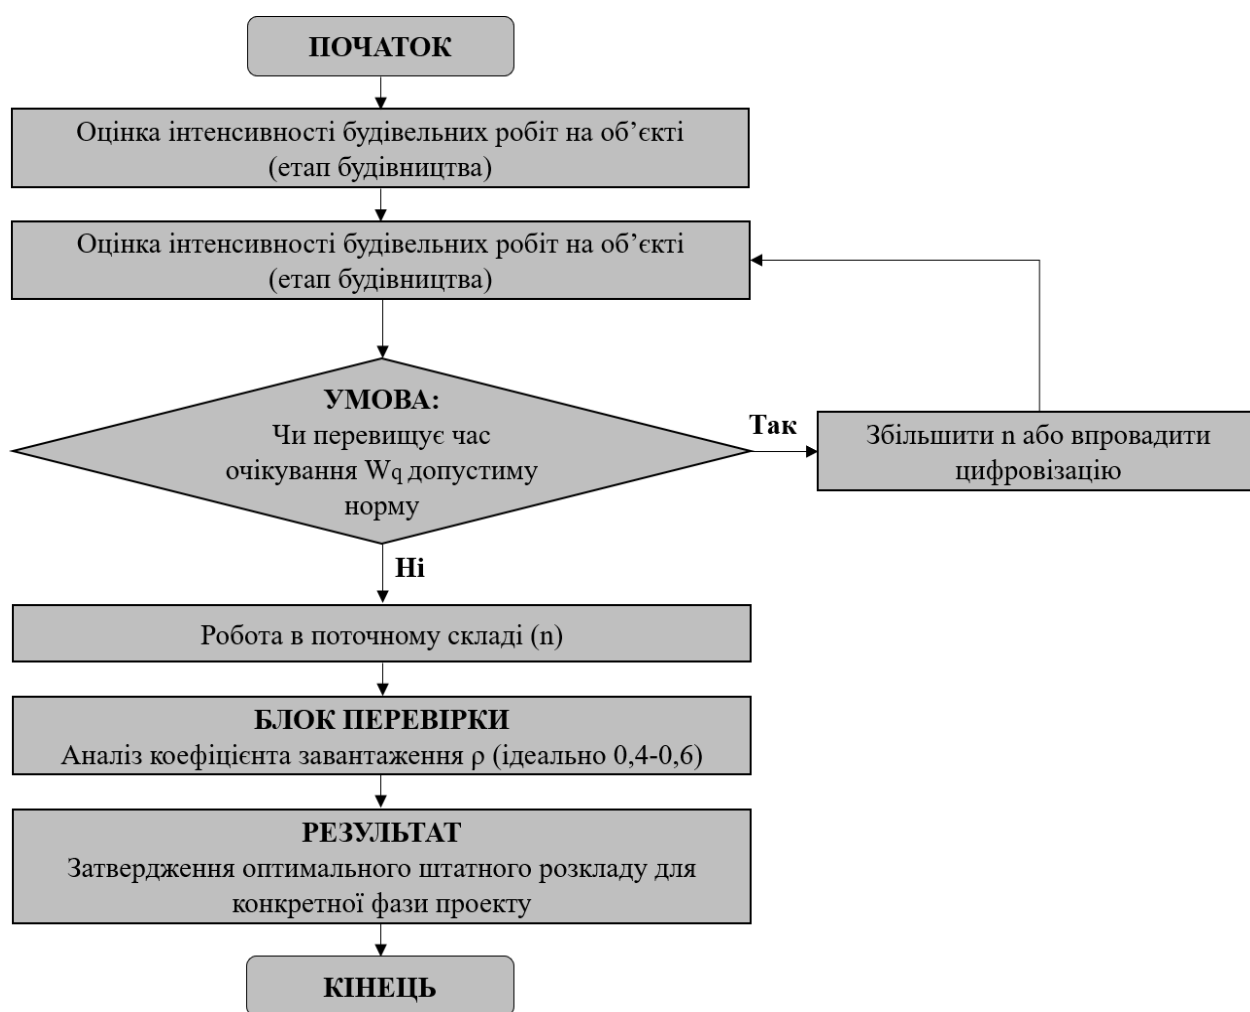 ПОЧАТОК
Оцінка інтенсивності будівельних робіт на об’єкті
(етап будівництва)
Оцінка інтенсивності будівельних робіт на об’єкті
(етап будівництва)
УМОВА:
Чи перевищує час
очікування Wq допустиму
норму
Так
Збільшити n або впровадити
цифровізацію
Ні
Робота в поточному складі (n)
БЛОК ПЕРЕВІРКИ
Аналіз коефіцієнта завантаження ρ (ідеально 0,4-0,6)
РЕЗУЛЬТАТ
Затвердження оптимального штатного розкладу для
конкретної фази проекту
КІНЕЦЬ